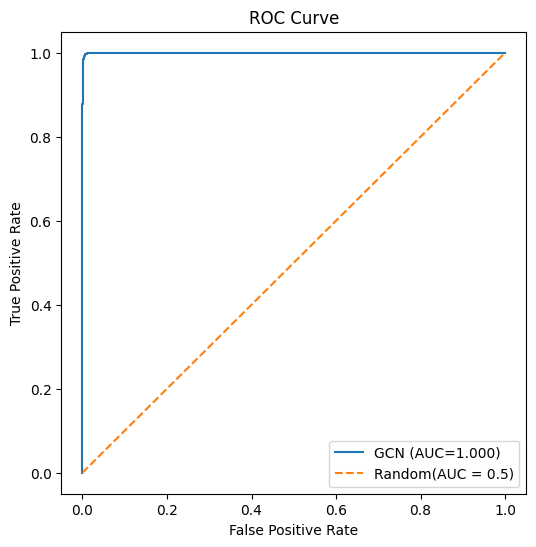 ROC Curve
True Positive Rate
1.0
0.8
0.6
0.4
0.2
0.0
GCN (AUC=1.000)
Random(AUC = 0.5)
0.0 0.2 0.4 0.6 0.8 1.0
False Positive Rate